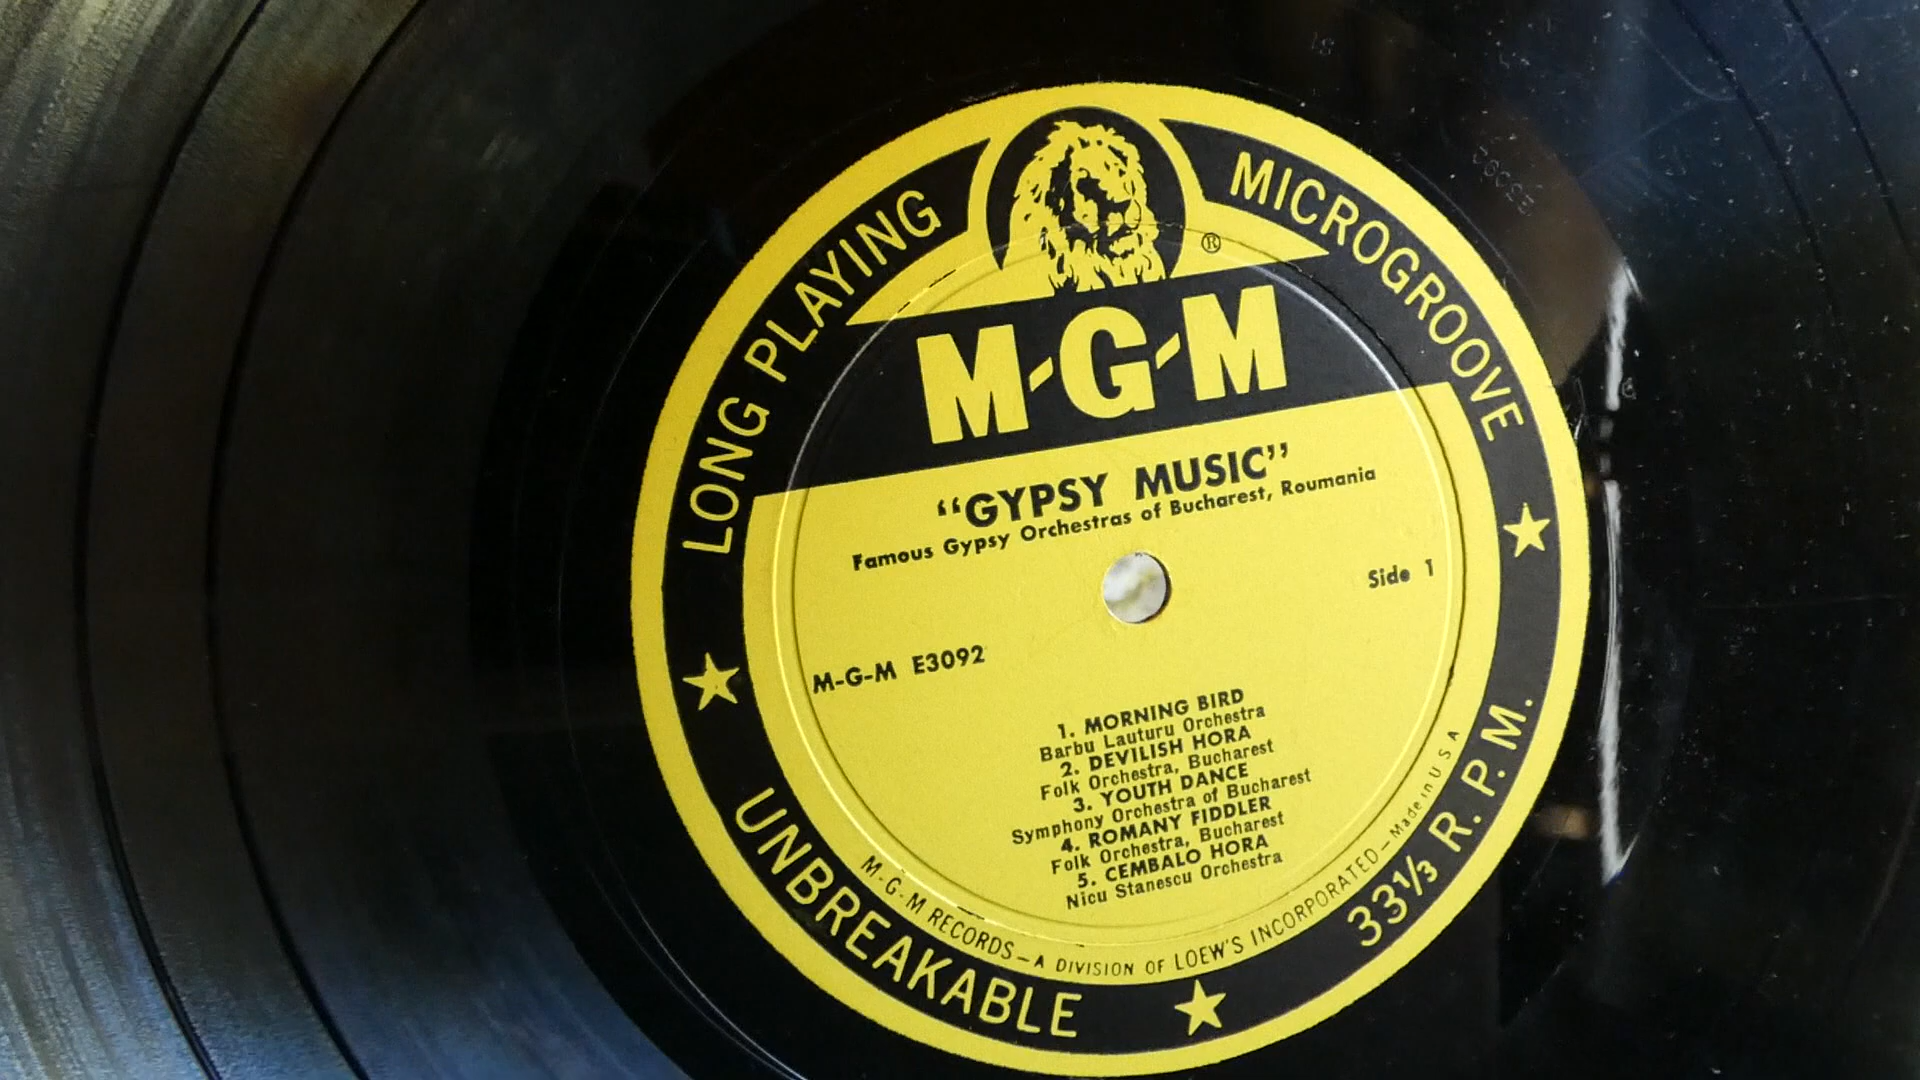 LONG PLAYING
MICROGROOVE
®
M-G-M
“GYPSY MUSIC”
Famous Gypsy Orchestras of Bucharest, Roumania
Side 1
M-G-M E3092
1. MORNING BIRD
Barbu Lauturu Orchestra
2. DEVILISH HORA
Folk Orchestra, Bucharest
3. YOUTH DANCE
Symphony Orchestra of Bucharest
4. ROMANY FIDDLER
Folk Orchestra, Bucharest
5. CEMBALO HORA
Nicu Stanescu Orchestra
M-G-M RECORDS—A DIVISION OF LOEW'S INCORPORATED—Made in U S A
UNBREAKABLE
33⅓ R. P. M.